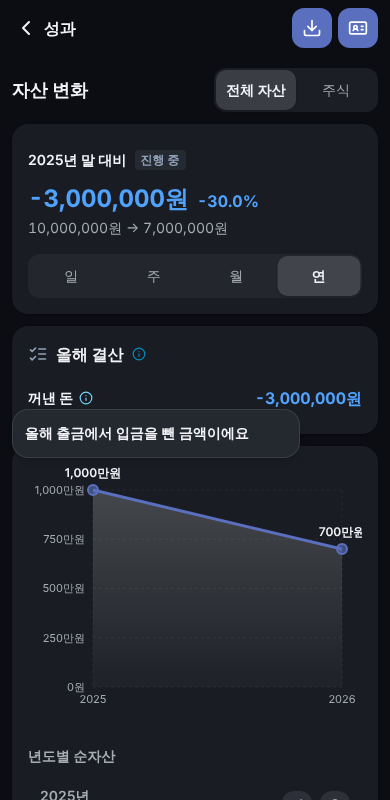 성과
자산 변화
전체 자산
주식
2025년 말 대비 진행 중
-3,000,000원 -30.0%
10,000,000원 → 7,000,000원
일
주
월
연
올해 결산
꺼낸 돈
-3,000,000원
올해 출금에서 입금을 뺀 금액이에요
1,000만원
1,000만원
700만원
750만원
500만원
250만원
0원
2025
2026
년도별 순자산
2025년